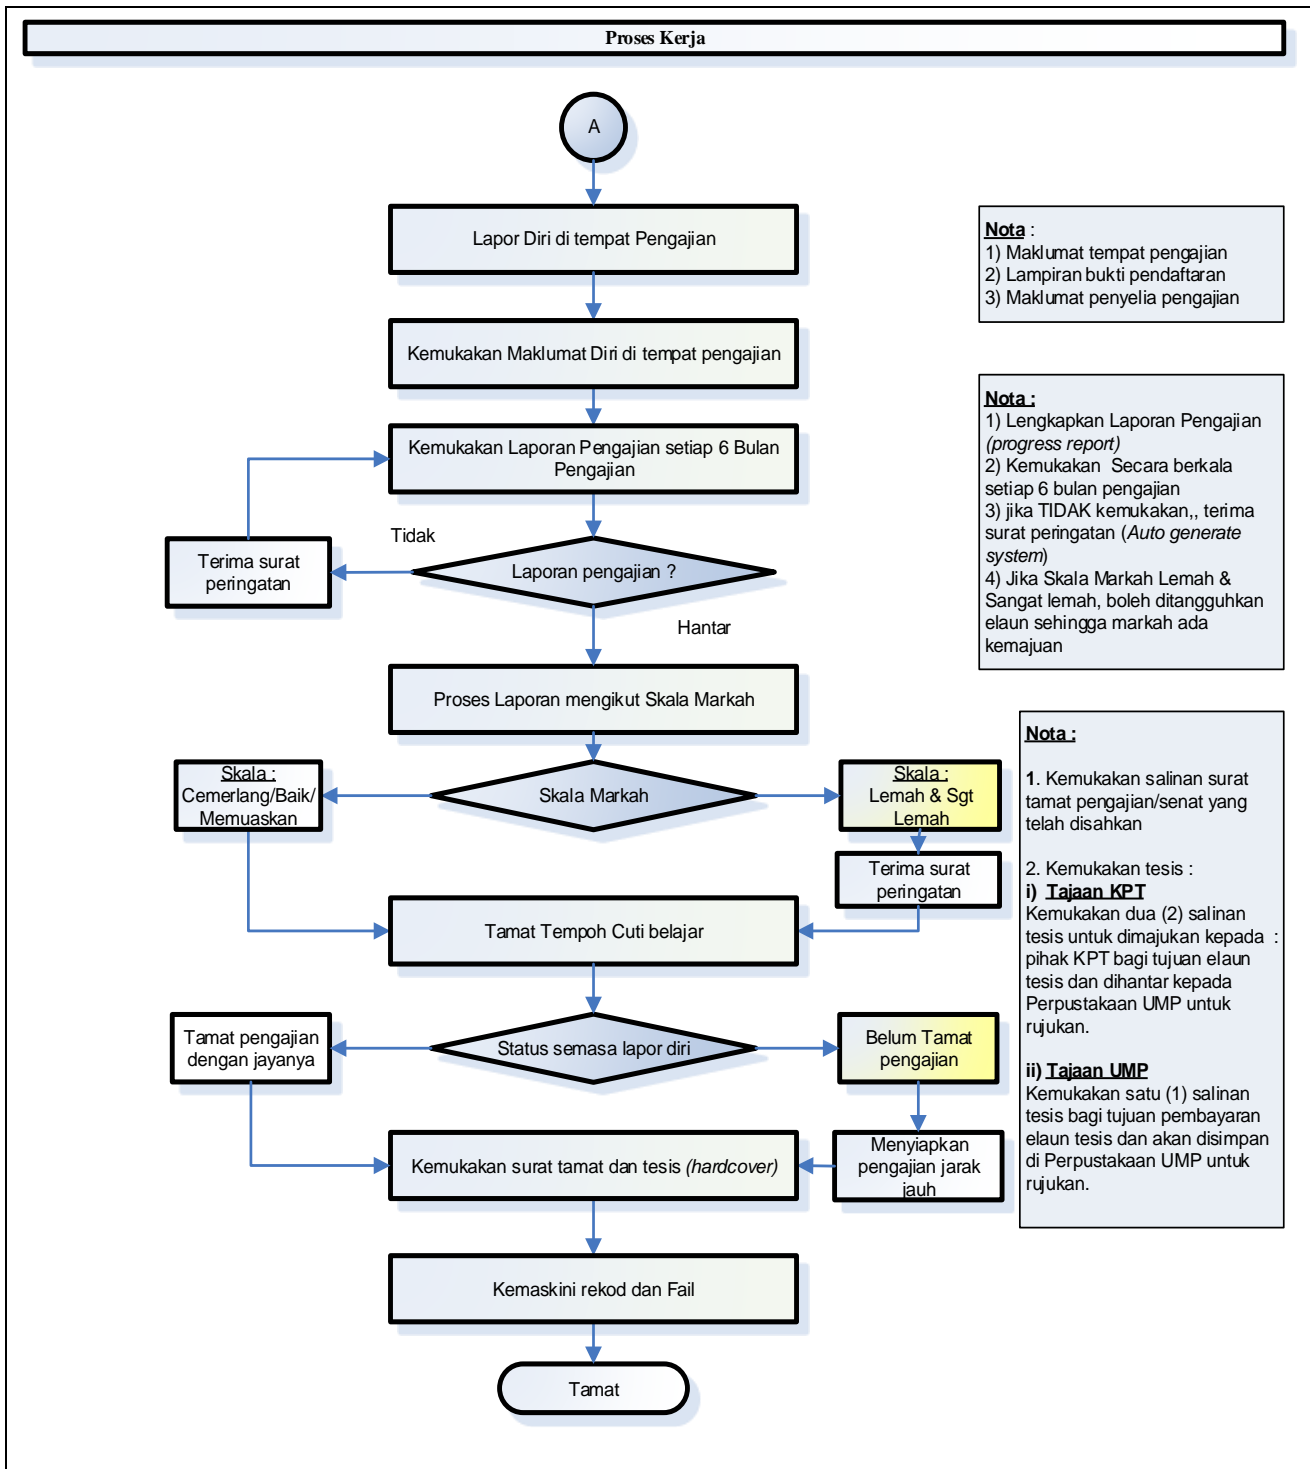 Proses Kerja
A
Lapor Diri di tempat Pengajian
Nota :
1) Maklumat tempat pengajian
2) Lampiran bukti pendaftaran
3) Maklumat penyelia pengajian
Kemukakan Maklumat Diri di tempat pengajian
Nota :
1) Lengkapkan Laporan Pengajian
(progress report)
2) Kemukakan Secara berkala
setiap 6 bulan pengajian
3) jika TIDAK kemukakan,, terima
surat peringatan (Auto generate
system)
4) Jika Skala Markah Lemah &
Sangat lemah, boleh ditangguhkan
elaun sehingga markah ada
kemajuan
Kemukakan Laporan Pengajian setiap 6 Bulan
Pengajian
Tidak
Terima surat
peringatan
Laporan pengajian ?
Hantar
Proses Laporan mengikut Skala Markah
Skala :
Cemerlang/Baik/
Memuaskan
Skala Markah
Skala :
Lemah & Sgt
Lemah
Terima surat
peringatan
Nota :
1. Kemukakan salinan surat
tamat pengajian/senat yang
telah disahkan
2. Kemukakan tesis :
i) Tajaan KPT
Kemukakan dua (2) salinan
tesis untuk dimajukan kepada :
pihak KPT bagi tujuan elaun
tesis dan dihantar kepada
Perpustakaan UMP untuk
rujukan.
ii) Tajaan UMP
Kemukakan satu (1) salinan
tesis bagi tujuan pembayaran
elaun tesis dan akan disimpan
di Perpustakaan UMP untuk
rujukan.
Tamat Tempoh Cuti belajar
Tamat pengajian
dengan jayanya
Status semasa lapor diri
Belum Tamat
pengajian
Kemukakan surat tamat dan tesis (hardcover)
Menyiapkan
pengajian jarak
jauh
Kemaskini rekod dan Fail
Tamat